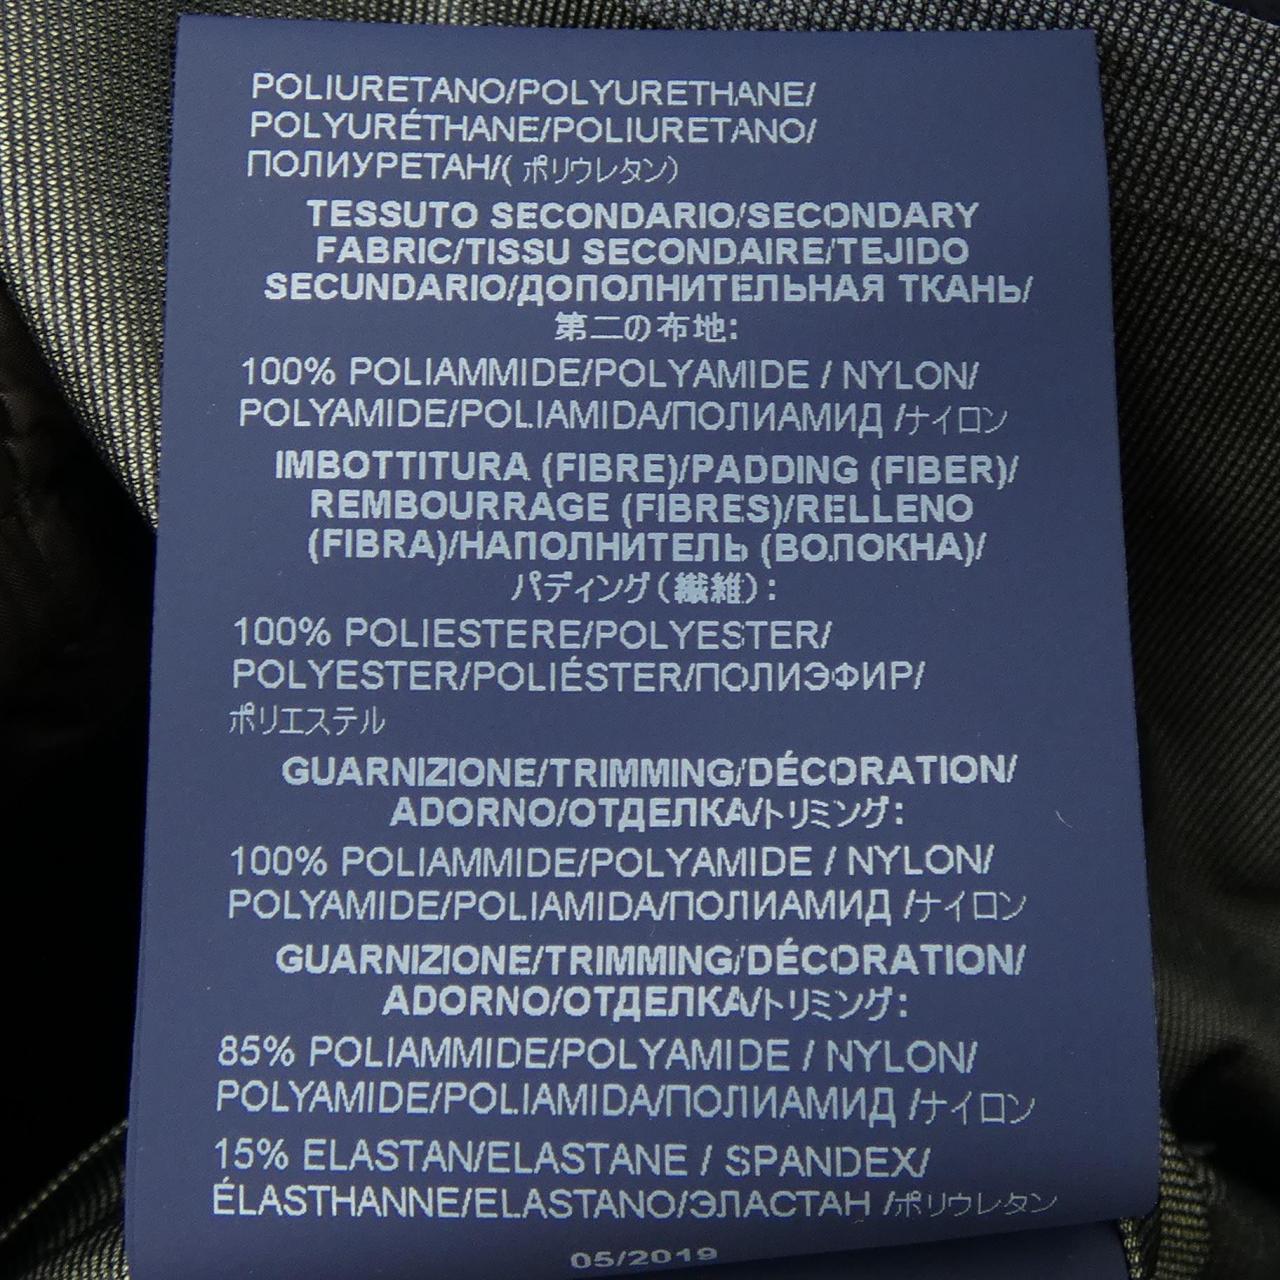 POLIURETANO/POLYURETHANE/
POLYURÉTHANE/POLIURETANO/
ПОЛИУРЕТАН/( ポリウレタン)
TESSUTO SECONDARIO/SECONDARY
FABRIC/TISSU SECONDAIRE/TEJIDO
SECUNDARIO/ДОПОЛНИТЕЛЬНАЯ ТКАНЬ/
第二の布地:
100% POLIAMMIDE/POLYAMIDE / NYLON/
POLYAMIDE/POLIAMIDA/ПОЛИАМИД /ナイロン
IMBOTTITURA (FIBRE)/PADDING (FIBER)/
REMBOURRAGE (FIBRES)/RELLENO
(FIBRA)/НАПОЛНИТЕЛЬ (ВОЛОКНА)/
パディング(繊維):
100% POLIESTERE/POLYESTER/
POLYESTER/POLIÉSTER/ПОЛИЭФИР/
ポリエステル
GUARNIZIONE/TRIMMING/DÉCORATION/
ADORNO/ОТДЕЛКА/トリミング:
100% POLIAMMIDE/POLYAMIDE / NYLON/
POLYAMIDE/POLIAMIDA/ПОЛИАМИД /ナイロン
GUARNIZIONE/TRIMMING/DÉCORATION/
ADORNO/ОТДЕЛКА/トリミング:
85% POLIAMMIDE/POLYAMIDE / NYLON/
POLYAMIDE/POLIAMIDA/ПОЛИАМИД /ナイロン
15% ELASTAN/ELASTANE / SPANDEX/
ÉLASTHANNE/ELASTANO/ЭЛАСТАН /ポリウレタン
05/2019